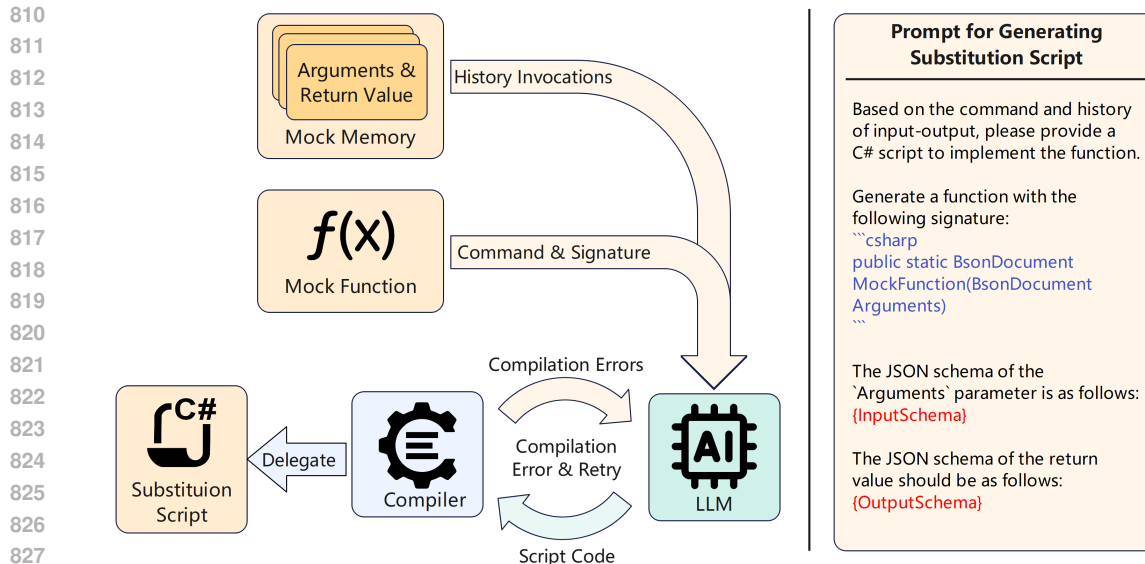 810
811
812
813
814
815
816
817
818
819
820
821
822
823
824
825
826
827
Arguments &
Return Value
Mock Memory
History Invocations
f(x)
Mock Function
Command & Signature
Compilation Errors
Compilation
Error & Retry
Script Code
C#
Substituion
Script
Delegate
Compiler
AI
LLM
Prompt for Generating
Substitution Script
Based on the command and history
of input-output, please provide a
C# script to implement the function.
Generate a function with the
following signature:
```csharp
public static BsonDocument
MockFunction(BsonDocument
Arguments)
```
The JSON schema of the
`Arguments` parameter is as follows:
{InputSchema}
The JSON schema of the return
value should be as follows:
{OutputSchema}